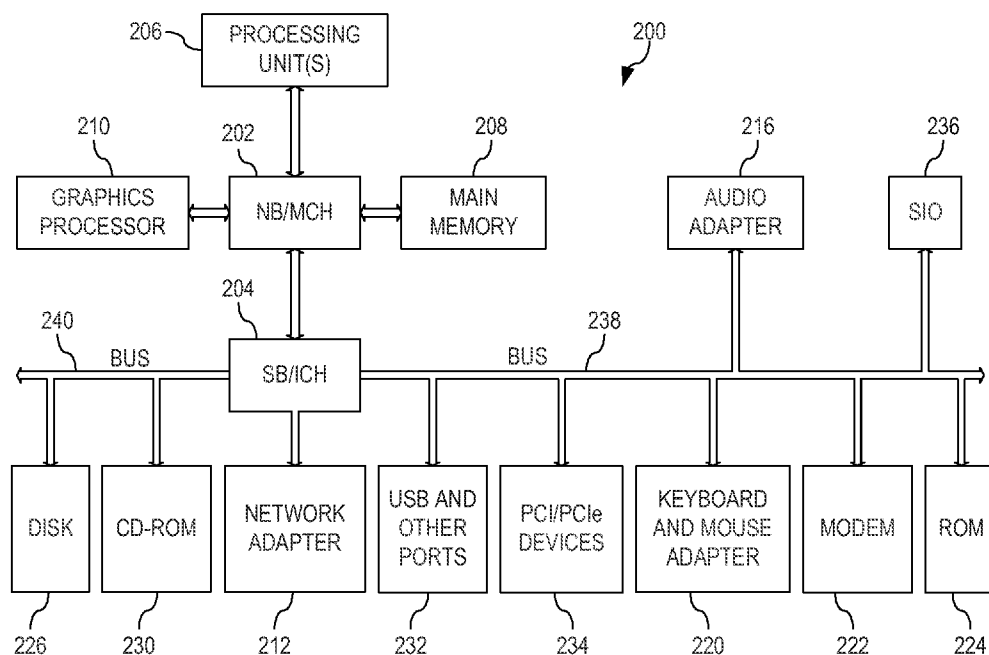 206
PROCESSING
UNIT(S)
200
210
202
208
216
236
GRAPHICS
PROCESSOR
NB/MCH
MAIN
MEMORY
AUDIO
ADAPTER
SIO
204
240
238
BUS
SB/ICH
BUS
DISK
CD-ROM
NETWORK
ADAPTER
USB AND
OTHER
PORTS
PCI/PCIe
DEVICES
KEYBOARD
AND MOUSE
ADAPTER
MODEM
ROM
226
230
212
232
234
220
222
224